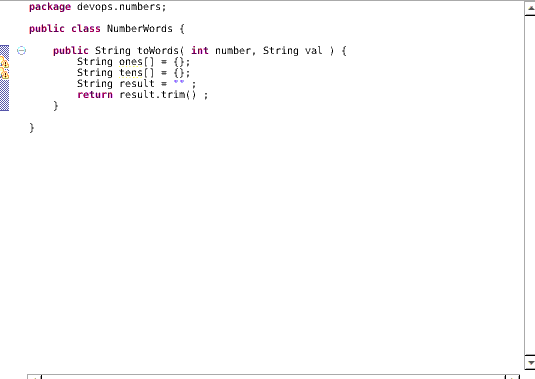 package devops.numbers;
public class NumberWords {
public String toWords( int number, String val ) {
String ones[] = {};
String tens[] = {};
String result = "" ;
return result.trim() ;
}
}